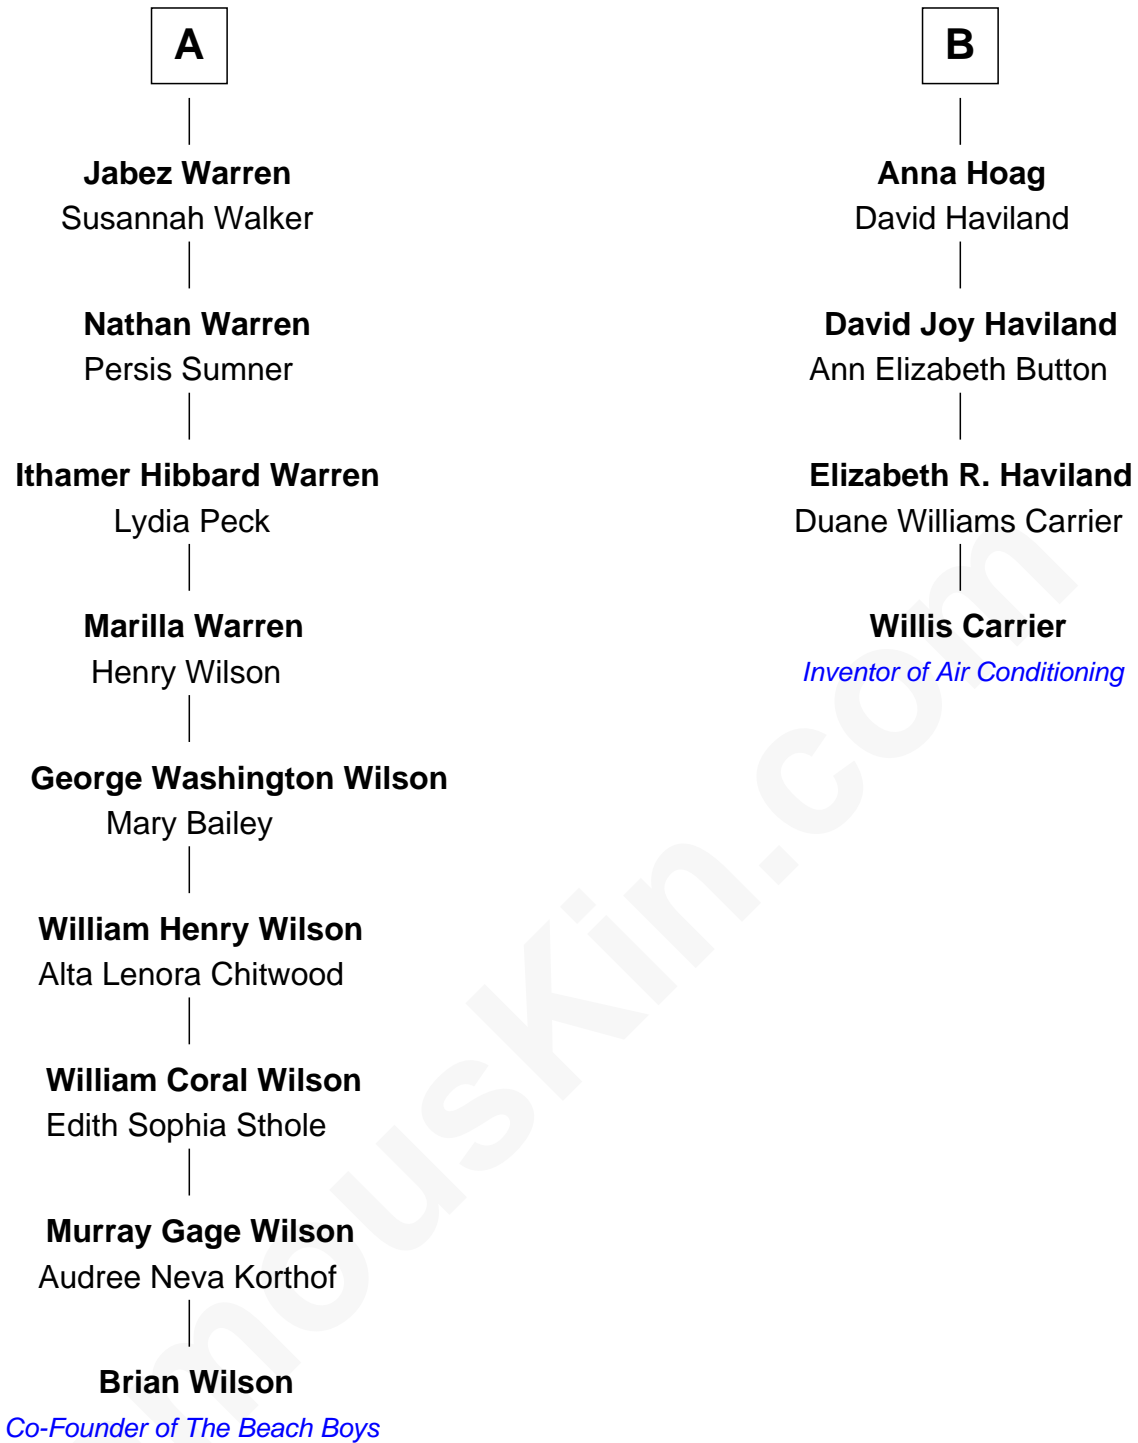 A
Jabez Warren
Susannah Walker
Nathan Warren
Persis Sumner
Ithamer Hibbard Warren
Lydia Peck
Marilla Warren
Henry Wilson
George Washington Wilson
Mary Bailey
William Henry Wilson
Alta Lenora Chitwood
William Coral Wilson
Edith Sophia Sthole
Murray Gage Wilson
Audree Neva Korthof
Brian Wilson
Co-Founder of The Beach Boys
B
Anna Hoag
David Haviland
David Joy Haviland
Ann Elizabeth Button
Elizabeth R. Haviland
Duane Williams Carrier
Willis Carrier
Inventor of Air Conditioning
mousKin.com